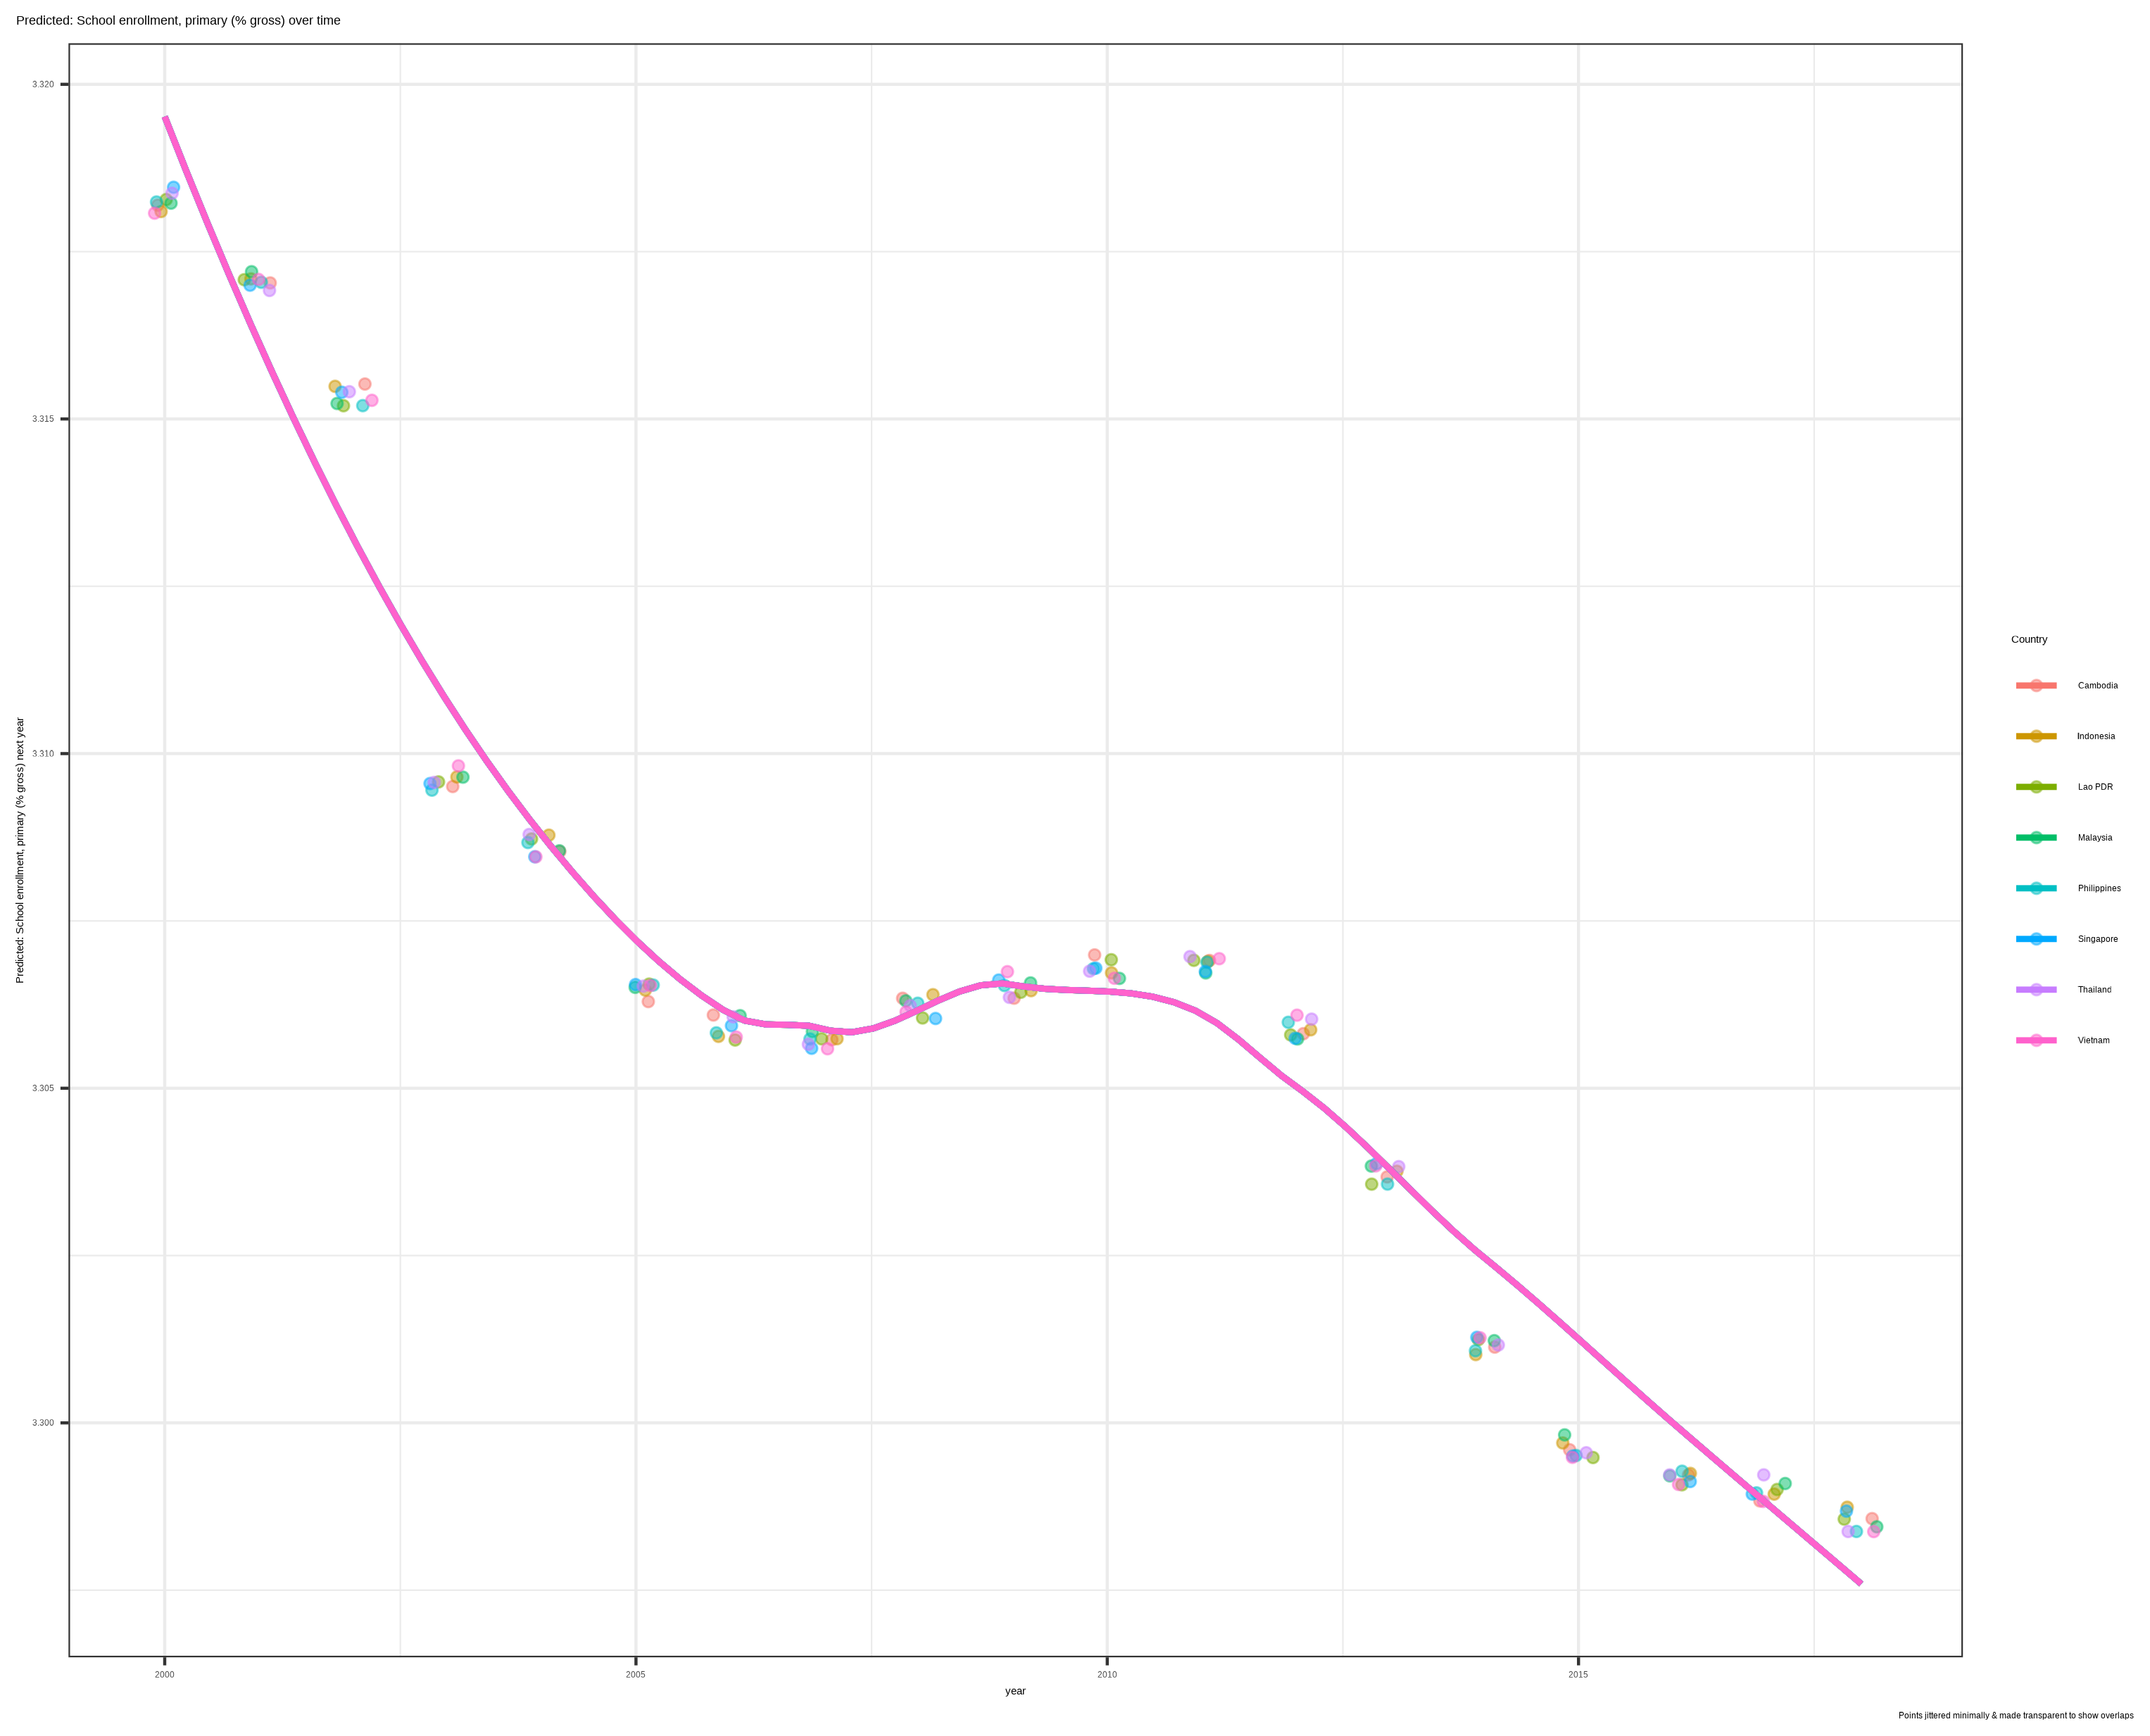 Predicted: School enrollment, primary (% gross) over time
Predicted: School enrollment, primary (% gross) next year
3.320
3.315
3.310
3.305
3.300
2000
2005
2010
2015
year
Country
Cambodia
Indonesia
Lao PDR
Malaysia
Philippines
Singapore
Thailand
Vietnam
Points jittered minimally & made transparent to show overlaps